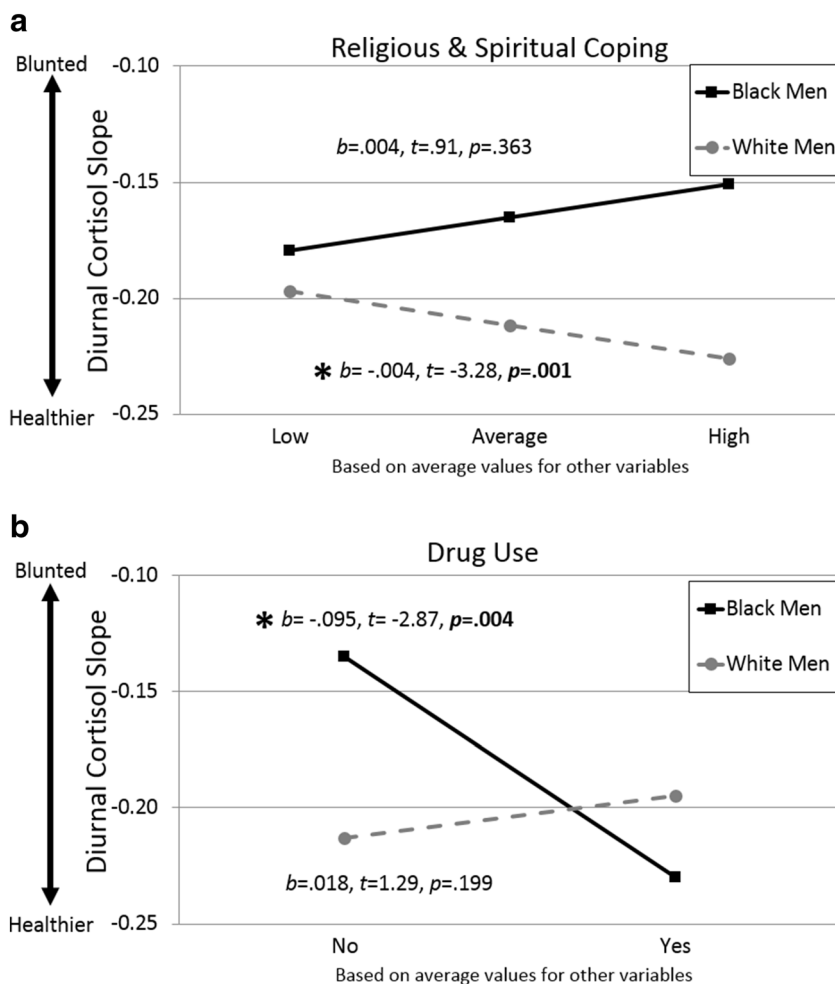 a
Religious & Spiritual Coping
Blunted
Healthier
Diurnal Cortisol Slope
-0.10
-0.15
-0.20
-0.25
Black Men
White Men
b=.004, t=.91, p=.363
* b= -.004, t= -3.28, p=.001
Low Average High
Based on average values for other variables
b
Drug Use
Blunted
Healthier
Diurnal Cortisol Slope
-0.10
-0.15
-0.20
-0.25
Black Men
White Men
* b= -.095, t= -2.87, p=.004
b=.018, t=1.29, p=.199
No Yes
Based on average values for other variables